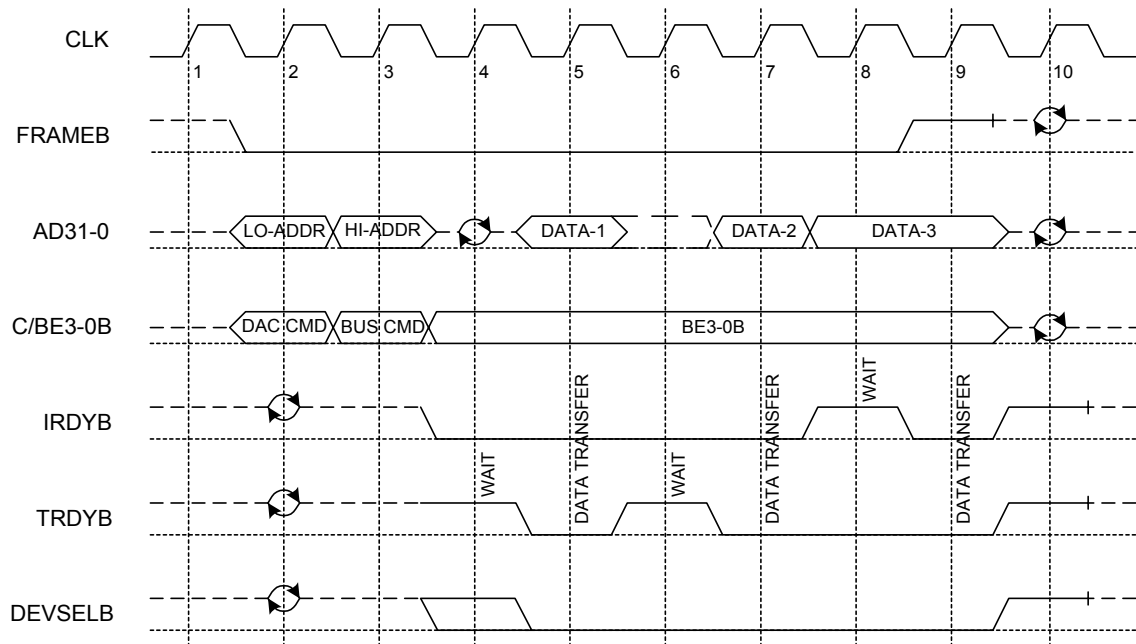 CLK
1 2 3 4 5 6 7 8 9 10
FRAMEB
AD31-0
LO-ADDR HI-ADDR DATA-1 DATA-2 DATA-3
C/BE3-0B
DAC CMD BUS CMD BE3-0B
IRDYB
WAIT
TRDYB
WAIT
DATA TRANSFER
WAIT
DATA TRANSFER
DATA TRANSFER
DEVSELB